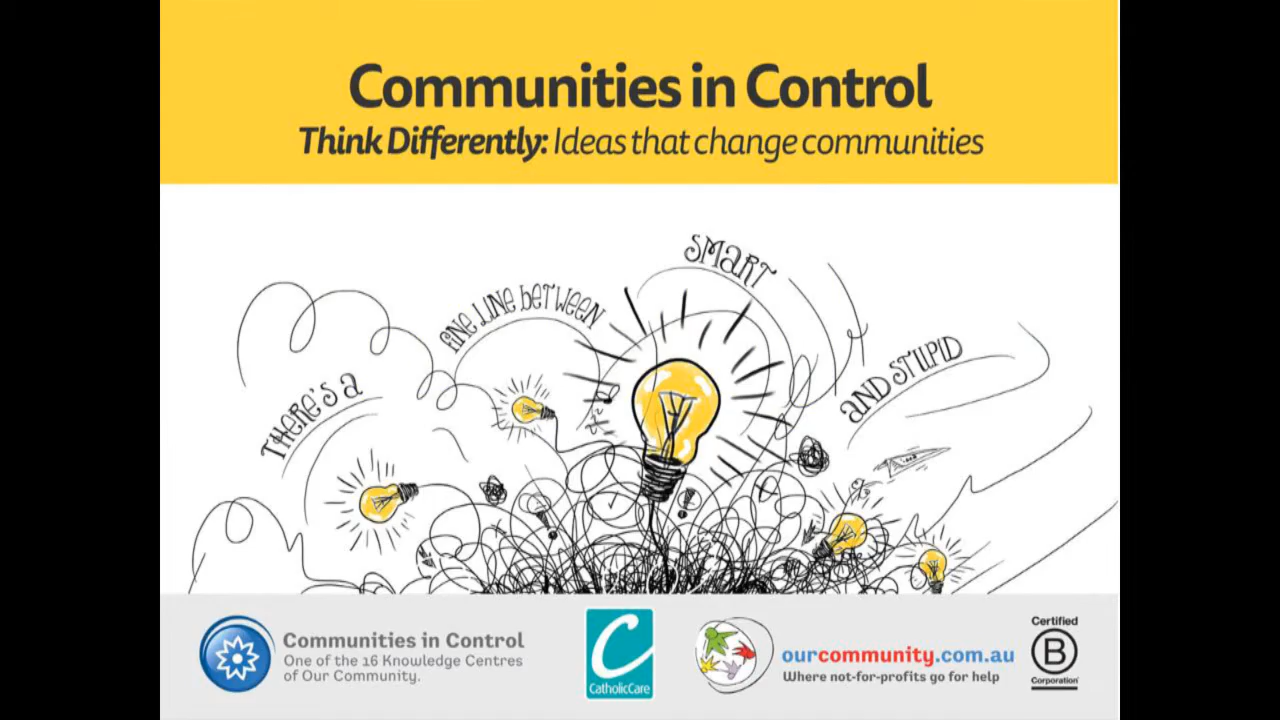 Communities in Control
Think Differently: Ideas that change communities
THERE'S A
FINE LINE BETWEEN
SMART
AND STUPID
Communities in Control
One of the 16 Knowledge Centres
of Our Community.
C
CatholicCare
ourcommunity.com.au
Where not-for-profits go for help
Certified
B
Corporation